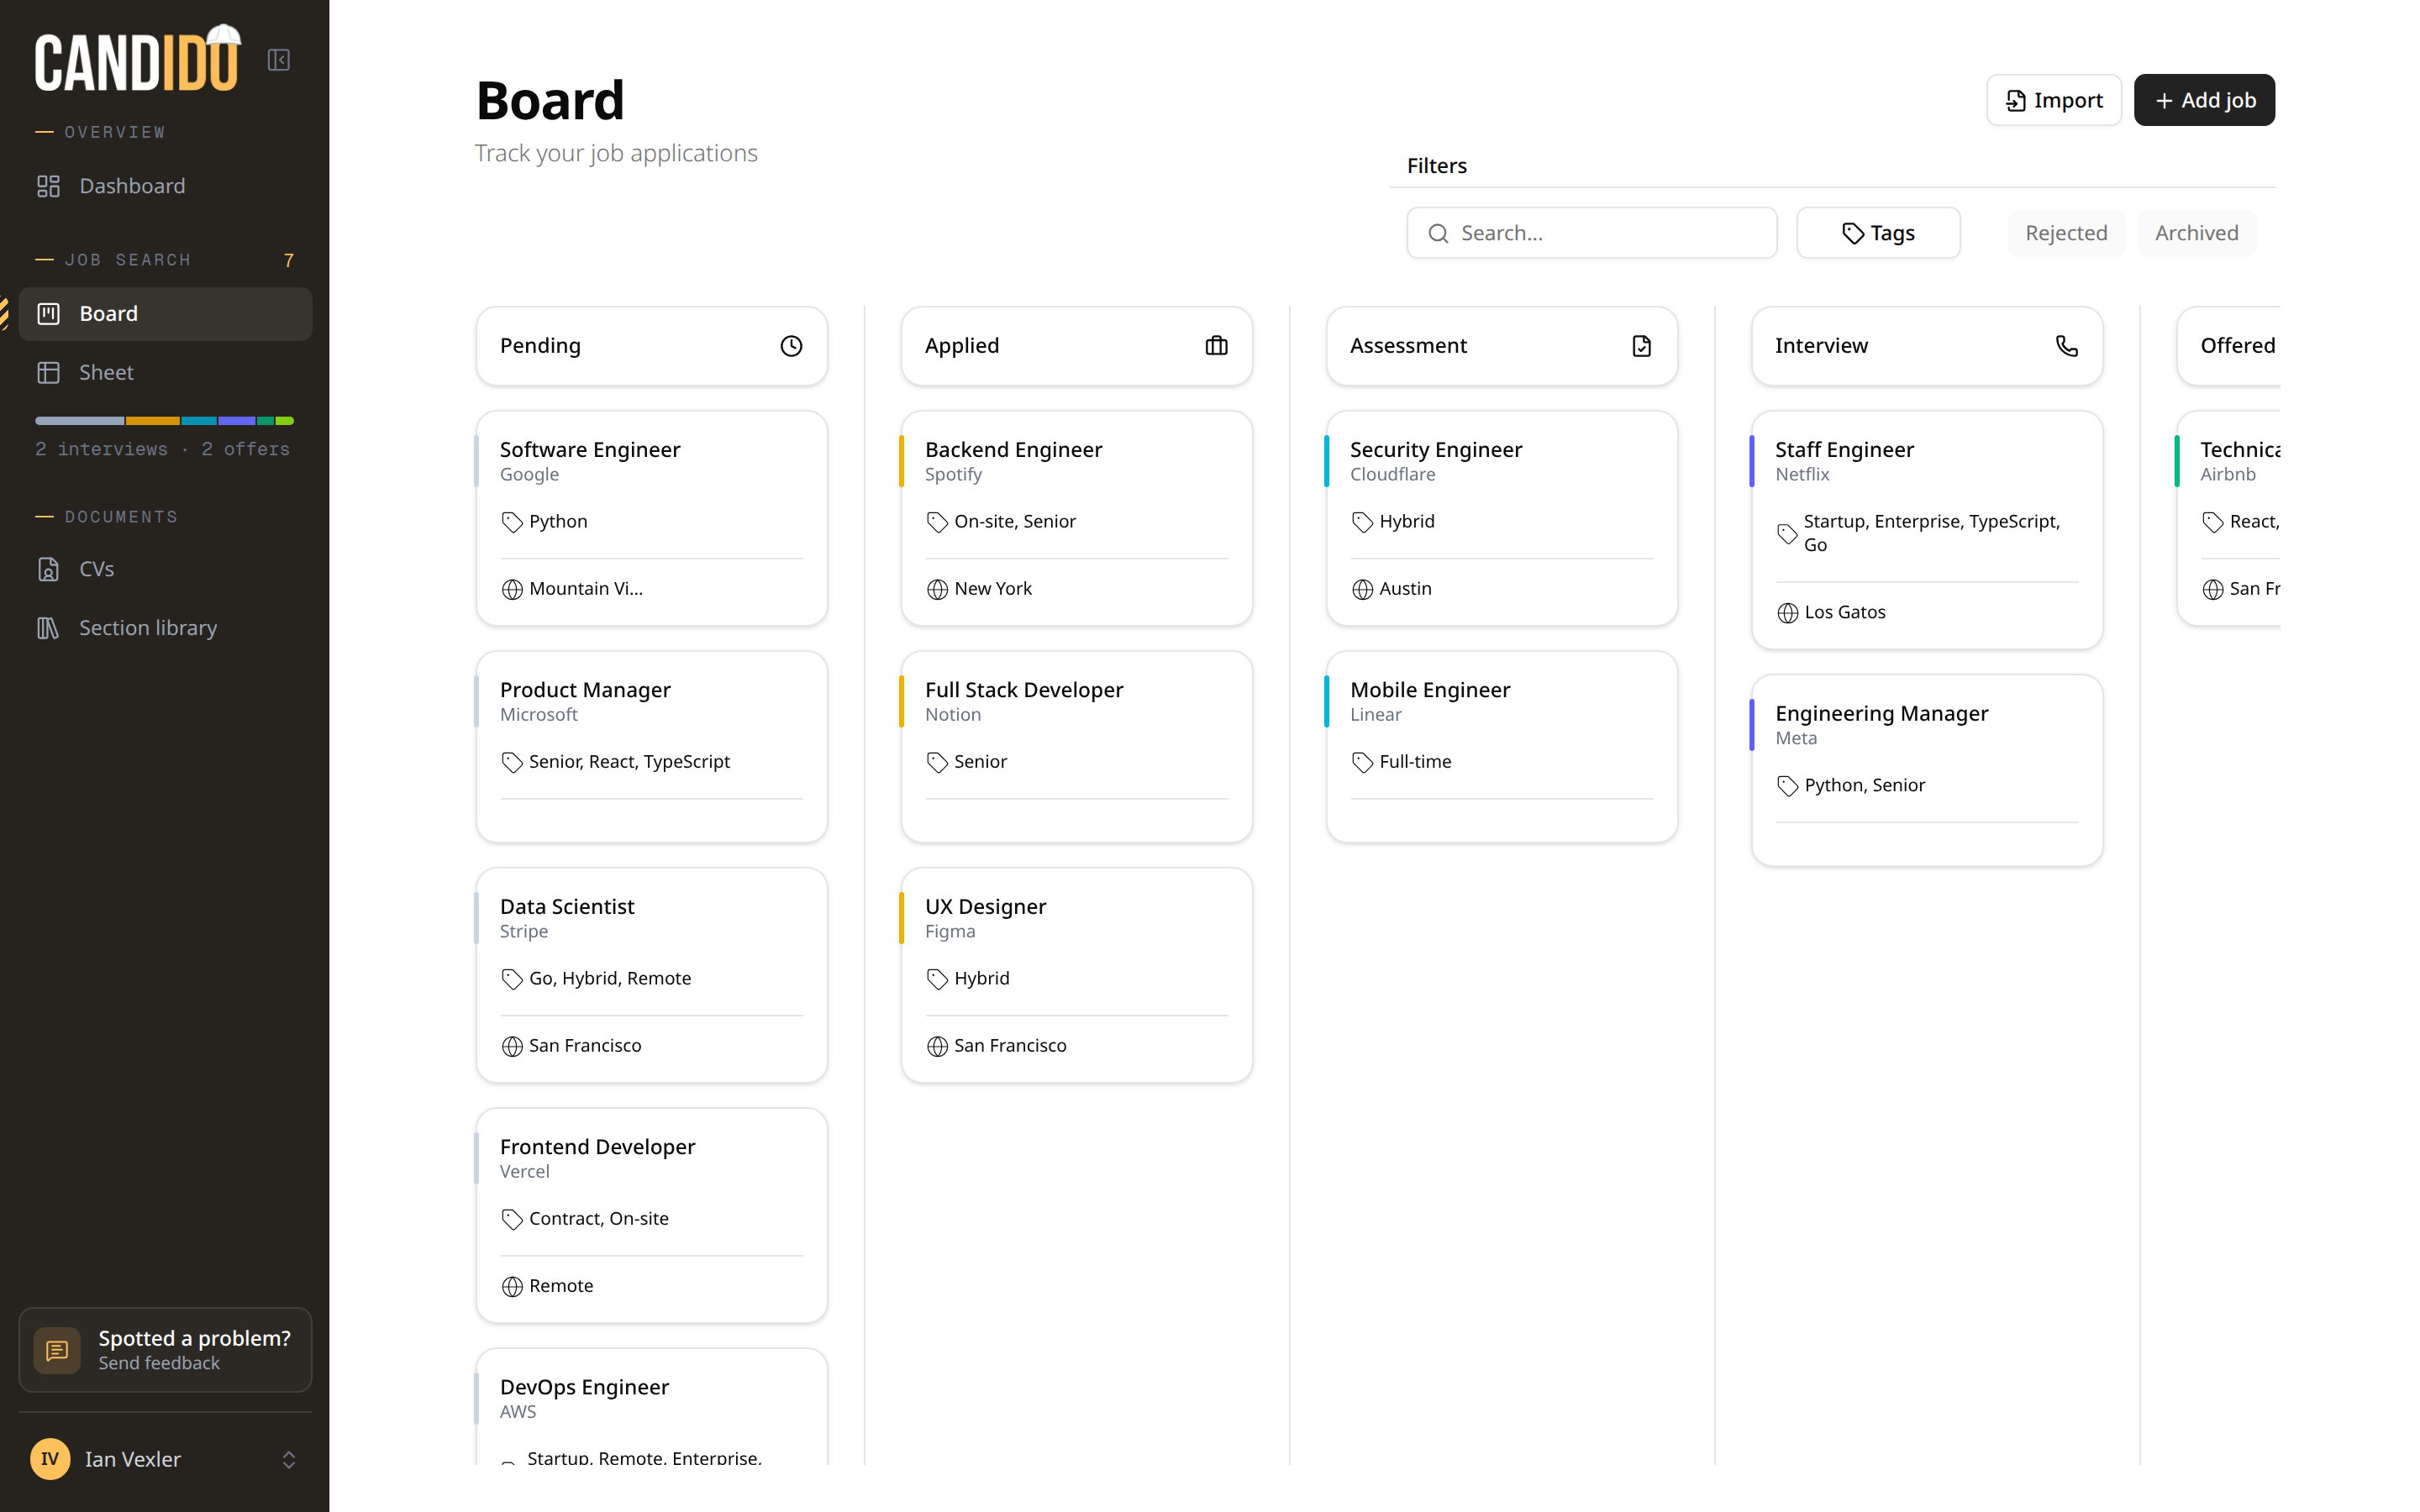 CANDIDO
OVERVIEW
Dashboard
JOB SEARCH 7
Board
Sheet
2 interviews · 2 offers
DOCUMENTS
CVs
Section library
Spotted a problem?
Send feedback
IV Ian Vexler
Board
Track your job applications
Import
Add job
Filters
Search...
Tags
Rejected
Archived
Pending
Software Engineer
Google
Python
Mountain Vi...
Product Manager
Microsoft
Senior, React, TypeScript
Data Scientist
Stripe
Go, Hybrid, Remote
San Francisco
Frontend Developer
Vercel
Contract, On-site
Remote
DevOps Engineer
AWS
Startup, Remote, Enterprise,
Applied
Backend Engineer
Spotify
On-site, Senior
New York
Full Stack Developer
Notion
Senior
UX Designer
Figma
Hybrid
San Francisco
Assessment
Security Engineer
Cloudflare
Hybrid
Austin
Mobile Engineer
Linear
Full-time
Interview
Staff Engineer
Netflix
Startup, Enterprise, TypeScript,
Go
Los Gatos
Engineering Manager
Meta
Python, Senior
Offered
Technica
Airbnb
React,
San Fr